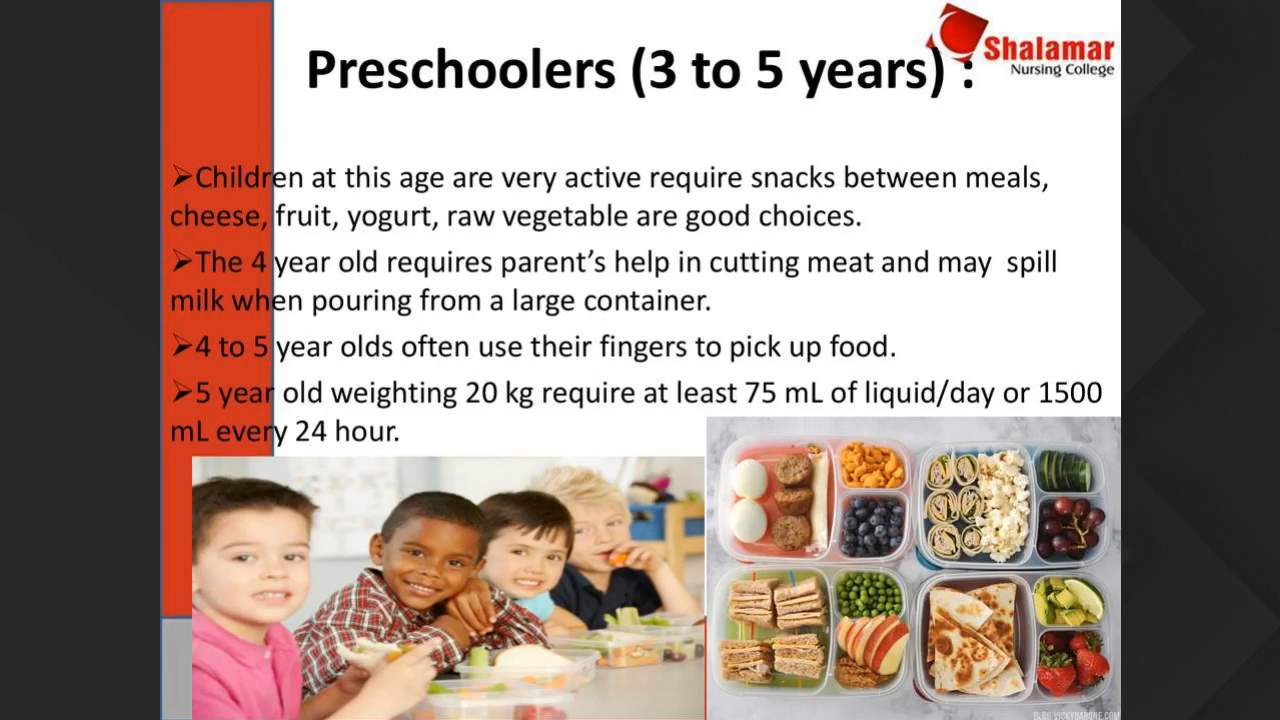 Shalamar
Nursing College
Preschoolers (3 to 5 years) :
➢Children at this age are very active require snacks between meals,
cheese, fruit, yogurt, raw vegetable are good choices.
➢The 4 year old requires parent’s help in cutting meat and may  spill
milk when pouring from a large container.
➢4 to 5 year olds often use their fingers to pick up food.
➢5 year old weighting 20 kg require at least 75 mL of liquid/day or 1500
mL every 24 hour.